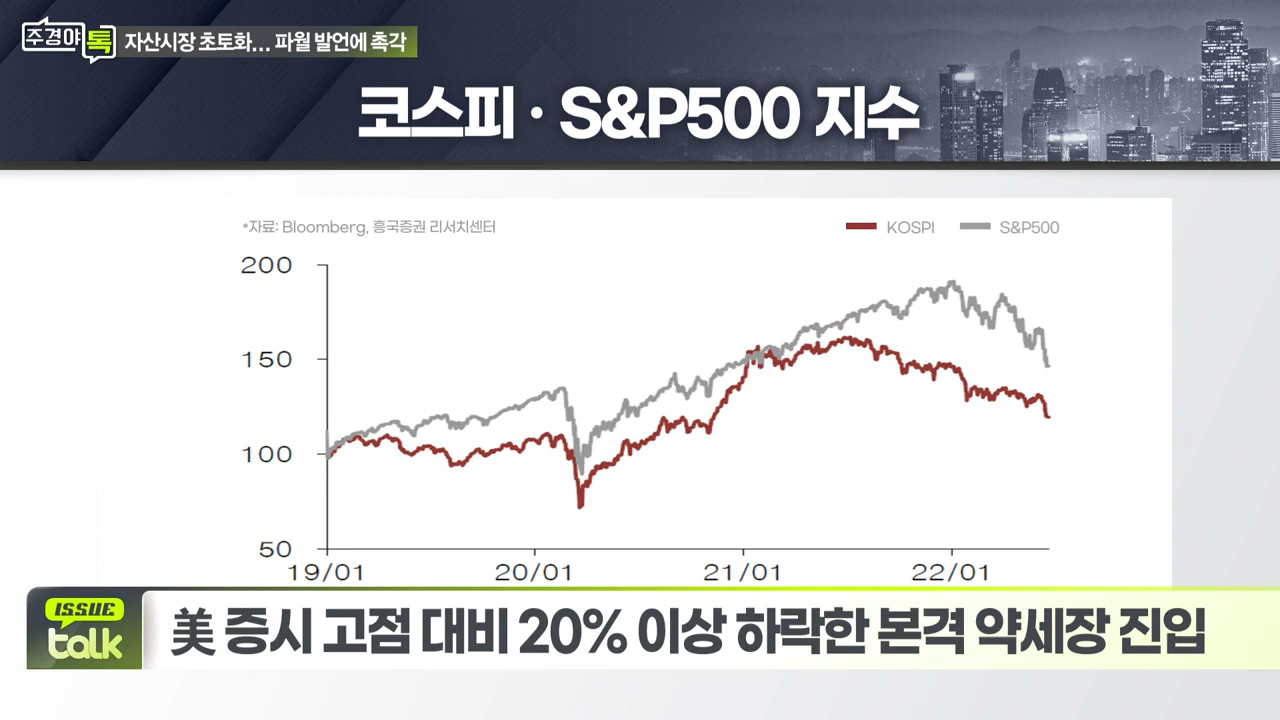 주경야톡
자산시장 초토화... 파월 발언에 촉각
코스피 · S&P500 지수
*자료: Bloomberg, 흥국증권 리서치센터
KOSPI
S&P500
200
150
100
50
19/01 20/01 21/01 22/01
ISSUE
talk
美 증시 고점 대비 20% 이상 하락한 본격 약세장 진입